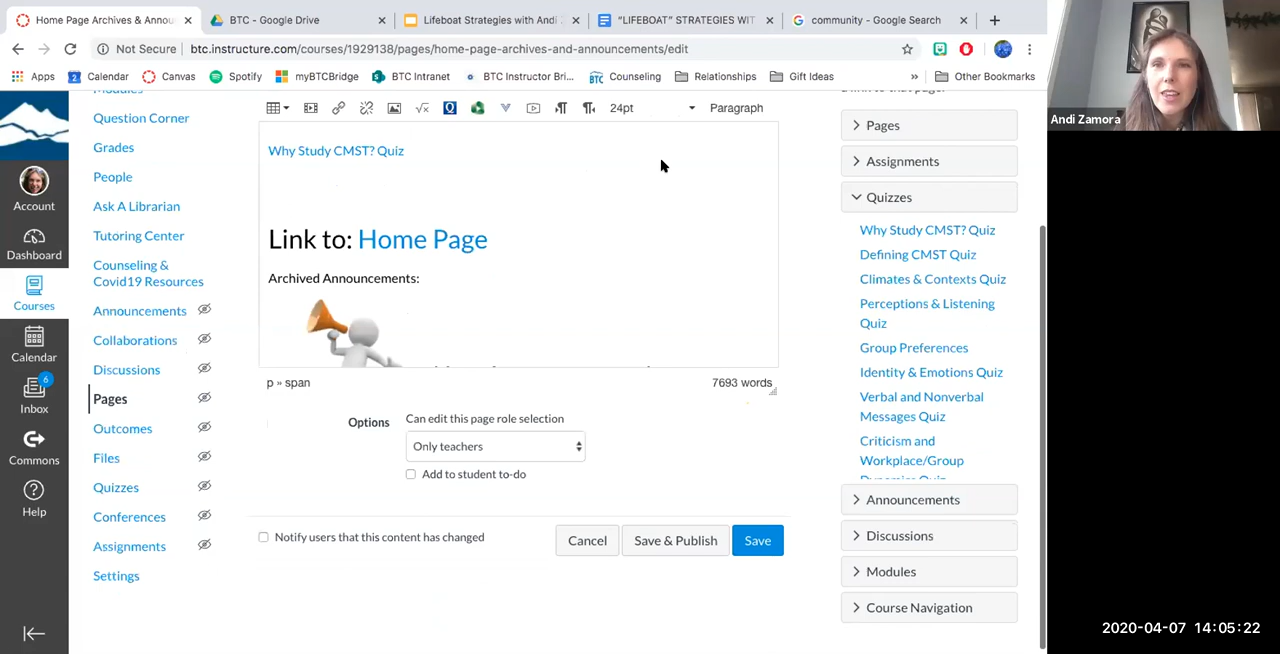 Home Page Archives & Annou
BTC - Google Drive
Lifeboat Strategies with Andi
"LIFEBOAT" STRATEGIES WIT
community - Google Search
Not Secure
btc.instructure.com/courses/1929138/pages/home-page-archives-and-announcements/edit
Apps
Calendar
Canvas
Spotify
myBTCBridge
BTC Intranet
BTC Instructor Bri...
BTC
Counseling
Relationships
Gift Ideas
»
Other Bookmarks
Andi Zamora
Account
Dashboard
Courses
Calendar
6
Inbox
Commons
Help
Modules
Question Corner
Grades
People
Ask A Librarian
Tutoring Center
Counseling &
Covid19 Resources
Announcements
Collaborations
Discussions
Pages
Outcomes
Files
Quizzes
Conferences
Assignments
Settings
24pt
Paragraph
Why Study CMST? Quiz
Link to: Home Page
Archived Announcements:
p » span
7693 words
Options
Can edit this page role selection
Only teachers
Add to student to-do
Notify users that this content has changed
Cancel
Save & Publish
Save
Pages
Assignments
Quizzes
Why Study CMST? Quiz
Defining CMST Quiz
Climates & Contexts Quiz
Perceptions & Listening
Quiz
Group Preferences
Identity & Emotions Quiz
Verbal and Nonverbal
Messages Quiz
Criticism and
Workplace/Group
Dynamics Quiz
Announcements
Discussions
Modules
Course Navigation
2020-04-07 14:05:22